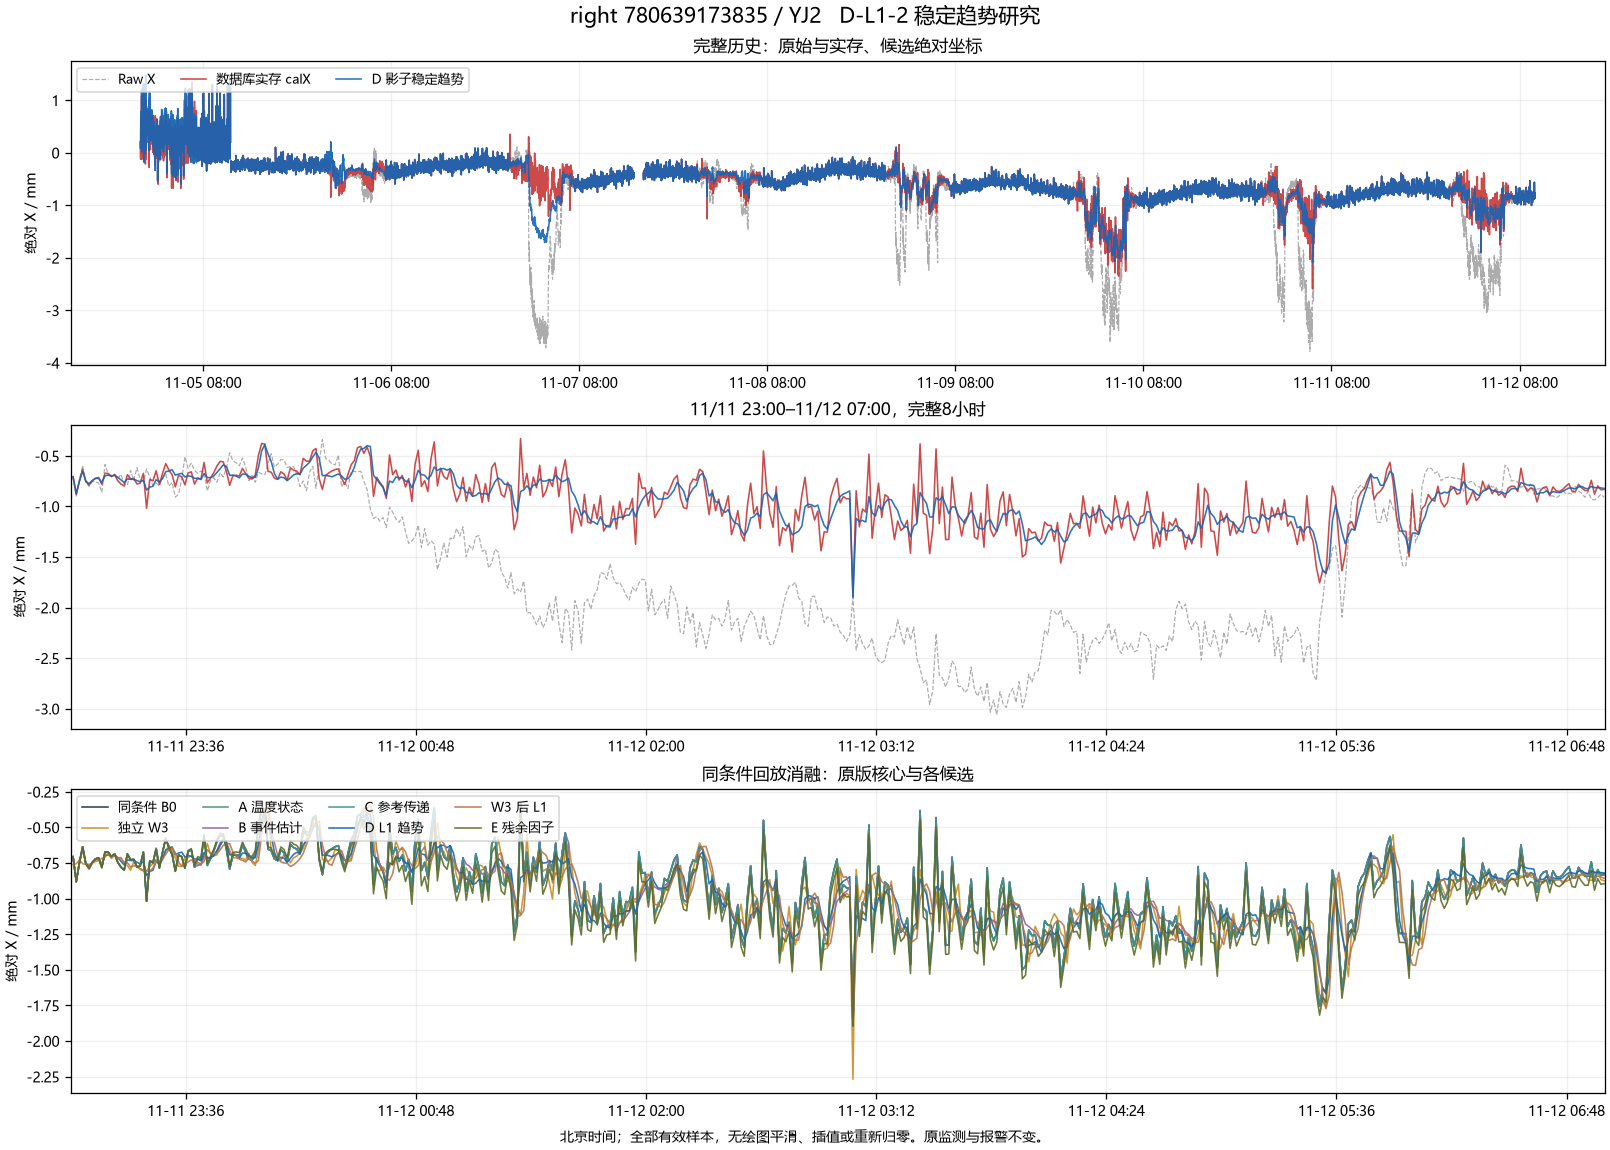 right 780639173835 / YJ2   D-L1-2 稳定趋势研究
完整历史：原始与实存、候选绝对坐标
Raw X   数据库实存 calX   D 影子稳定趋势
绝对 X / mm
1
0
-1
-2
-3
-4
11-05 08:00   11-06 08:00   11-07 08:00   11-08 08:00   11-09 08:00   11-10 08:00   11-11 08:00   11-12 08:00
11/11 23:00–11/12 07:00，完整8小时
绝对 X / mm
-0.5
-1.0
-1.5
-2.0
-2.5
-3.0
11-11 23:36   11-12 00:48   11-12 02:00   11-12 03:12   11-12 04:24   11-12 05:36   11-12 06:48
同条件回放消融：原版核心与各候选
同条件 B0   A 温度状态   C 参考传递   W3 后 L1
独立 W3   B 事件估计   D L1 趋势   E 残余因子
绝对 X / mm
-0.25
-0.50
-0.75
-1.00
-1.25
-1.50
-1.75
-2.00
-2.25
11-11 23:36   11-12 00:48   11-12 02:00   11-12 03:12   11-12 04:24   11-12 05:36   11-12 06:48
北京时间；全部有效样本，无绘图平滑、插值或重新归零。原监测与报警不变。